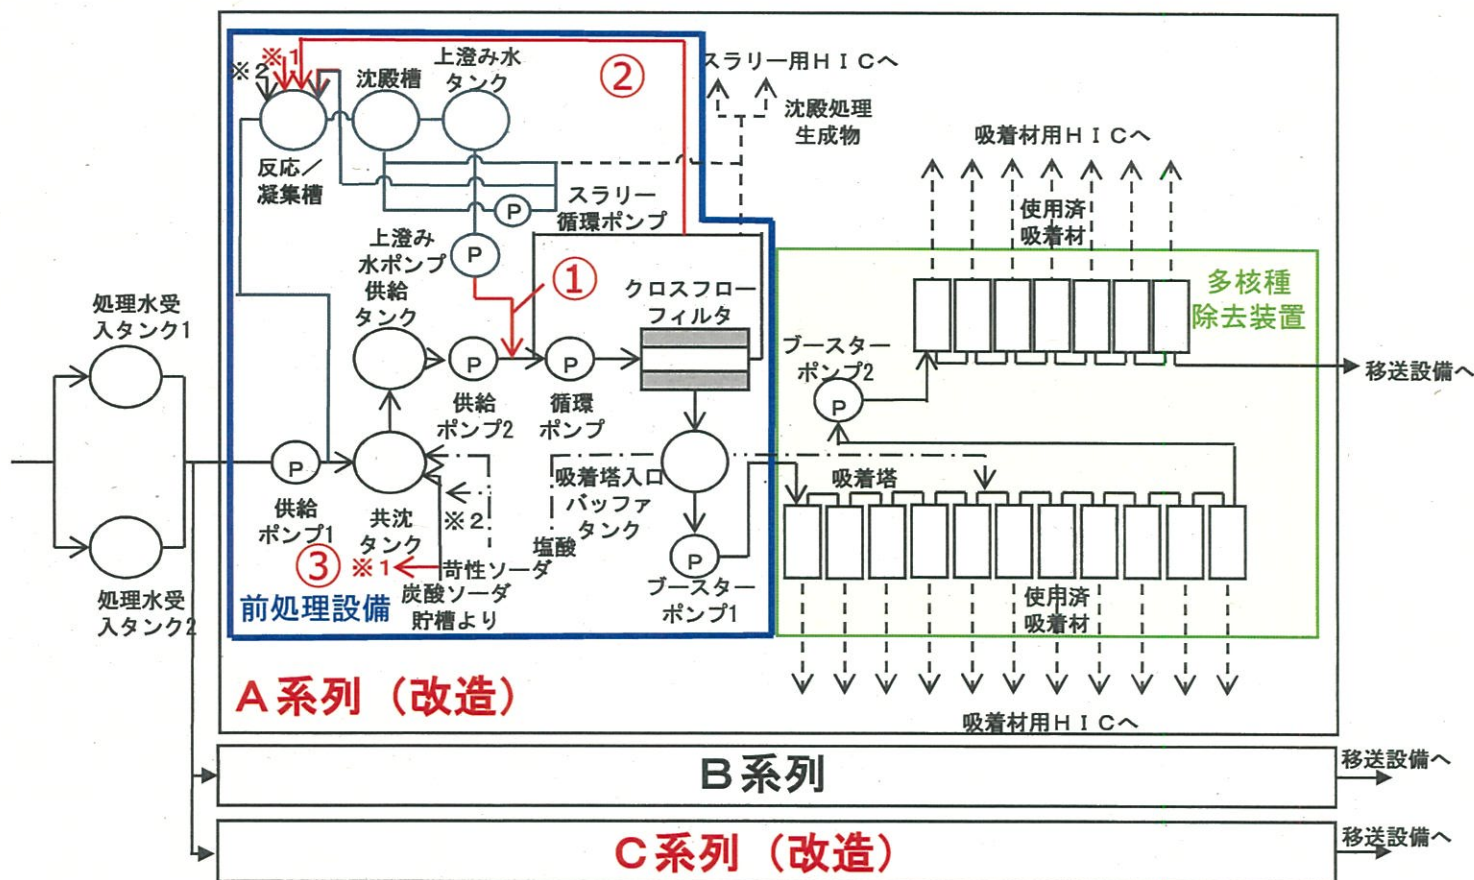 ※1
※2
沈殿槽
上澄み水
タンク
②
スラリー用HICへ
沈殿処理
生成物
反応／
凝集槽
P
スラリー
循環ポンプ
吸着材用HICへ
使用済
吸着材
上澄み
水ポンプ
P
①
供給
タンク
クロスフロー
フィルタ
多核種
除去装置
処理水受
入タンク1
P
供給
ポンプ2
P
循環
ポンプ
ブースター
ポンプ2
P
移送設備へ
P
供給
ポンプ1
共沈
タンク
※2
吸着塔入口
バッファ
タンク
吸着塔
塩酸
③
※1
苛性ソーダ
炭酸ソーダ
貯槽より
P
ブースター
ポンプ1
処理水受
入タンク2
前処理設備
使用済
吸着材
A系列（改造）
吸着材用HICへ
B系列
移送設備へ
C系列（改造）
移送設備へ